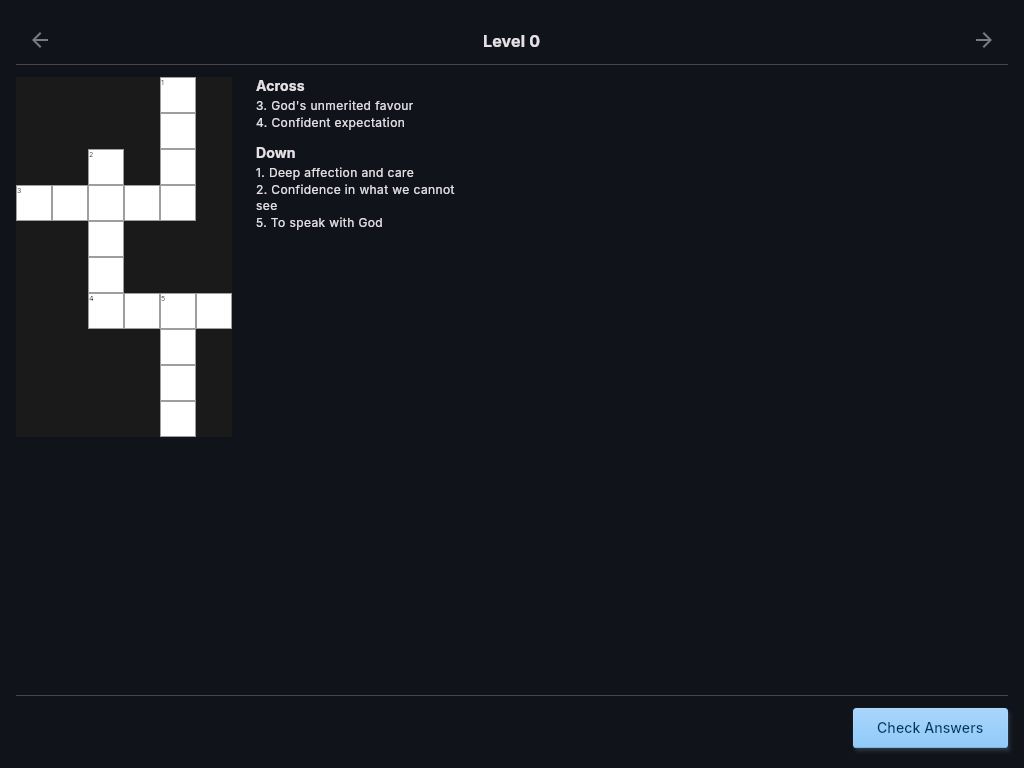 Level 0
1
2
3
4
5
Across
3. God's unmerited favour
4. Confident expectation
Down
1. Deep affection and care
2. Confidence in what we cannot
see
5. To speak with God
Check Answers